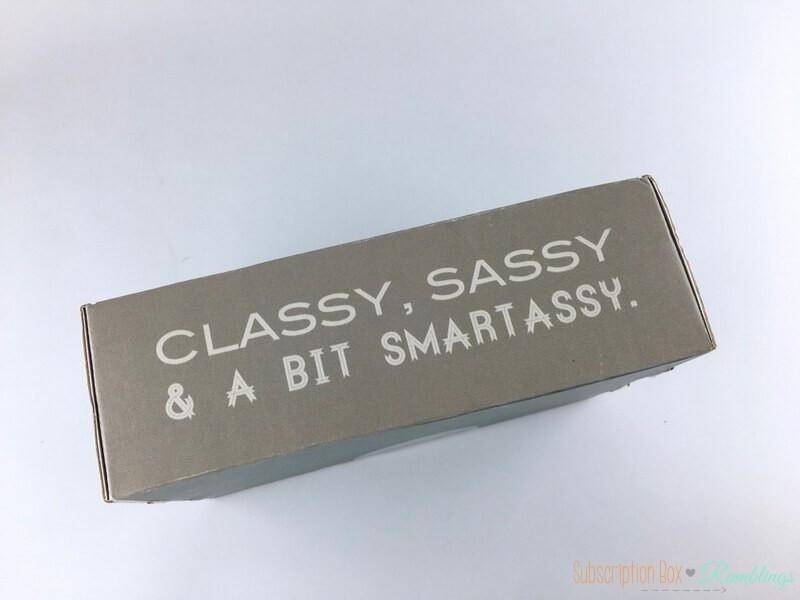 CLASSY, SASSY
& A BIT SMARTASSY.
Subscription Box ♥ Ramblings